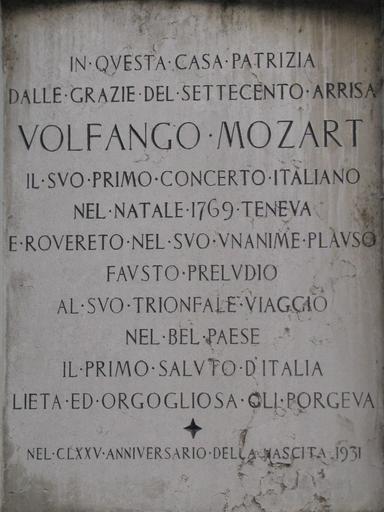 IN·QVESTA·CASA·PATRIZIA
DALLE·GRAZIE·DEL·SETTECENTO·ARRISA
VOLFANGO·MOZART
IL·SVO·PRIMO·CONCERTO·ITALIANO
NEL·NATALE·1769·TENEVA
E·ROVERETO·NEL·SVO·VNANIME·PLAVSO
FAVSTO·PRELVDIO
AL·SVO·TRIONFALE·VIAGGIO
NEL·BEL·PAESE
IL·PRIMO·SALVTO·D'ITALIA
LIETA·ED·ORGOGLIOSA·GLI·PORGEVA
NEL·CLXXV·ANNIVERSARIO·DELLA·NASCITA·1931